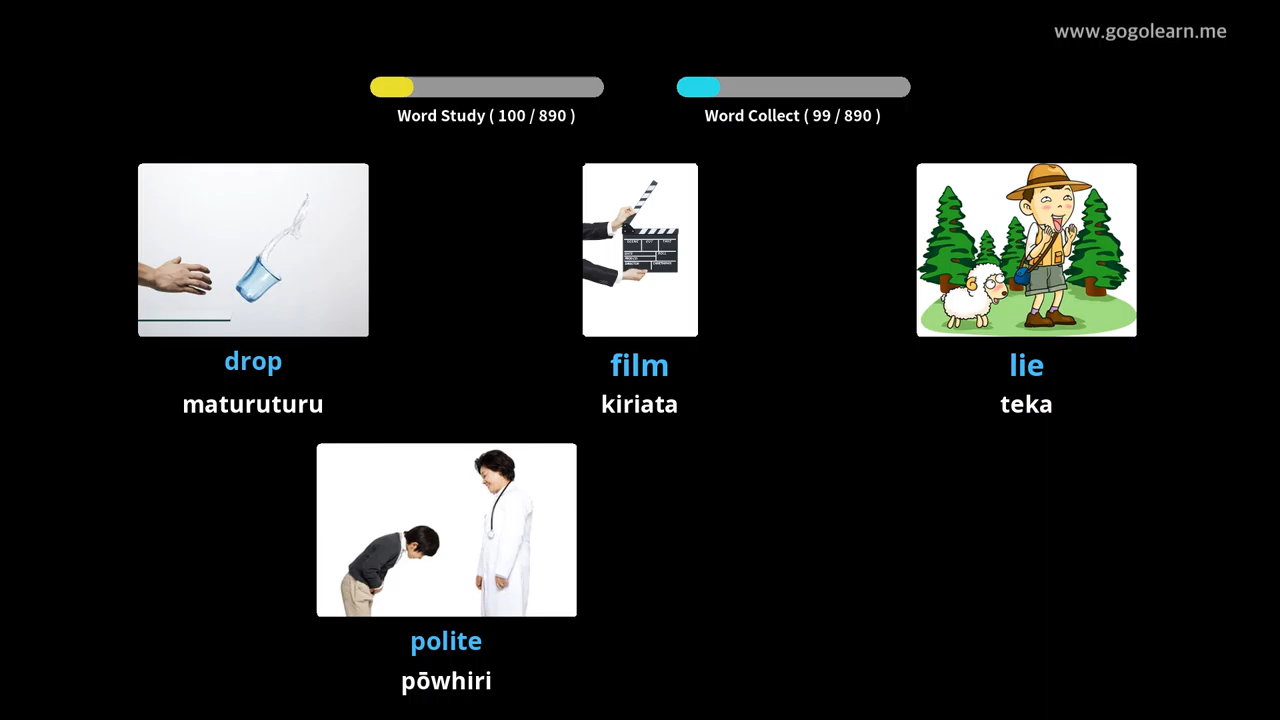 www.gogolearn.me
Word Study ( 100 / 890 )
Word Collect ( 99 / 890 )
drop
maturuturu
film
kiriata
lie
teka
polite
pōwhiri